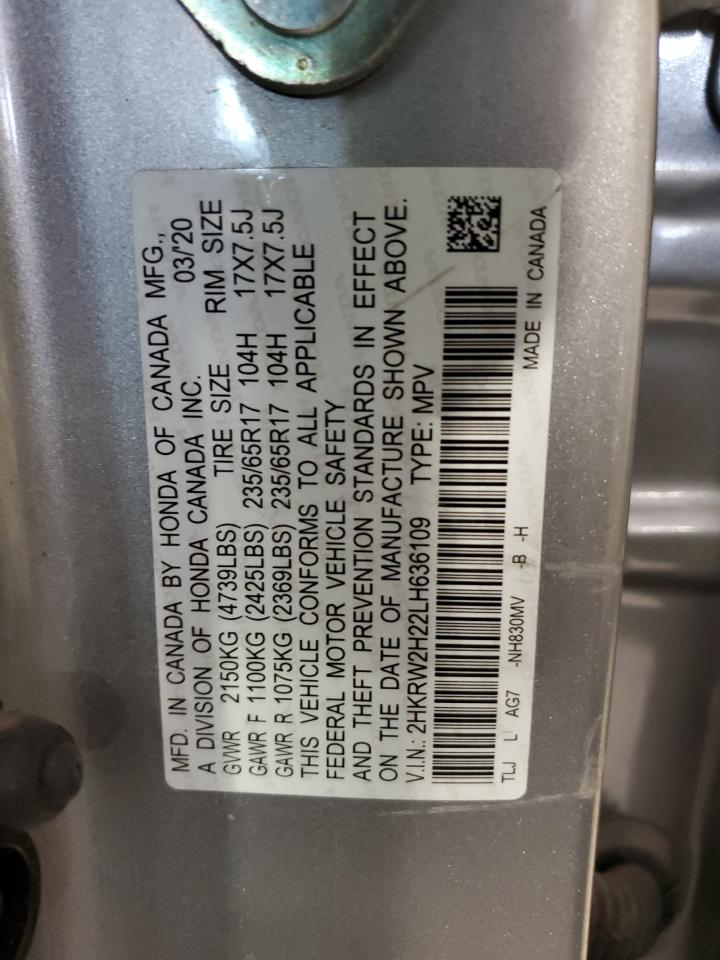 MFD. IN CANADA BY HONDA OF CANADA MFG.,
A DIVISION OF HONDA CANADA INC. 03/'20
GVWR 2150KG (4739LBS) TIRE SIZE RIM SIZE
GAWR F 1100KG (2425LBS) 235/65R17 104H 17X7.5J
GAWR R 1075KG (2369LBS) 235/65R17 104H 17X7.5J
THIS VEHICLE CONFORMS TO ALL APPLICABLE
FEDERAL MOTOR VEHICLE SAFETY
AND THEFT PREVENTION STANDARDS IN EFFECT
ON THE DATE OF MANUFACTURE SHOWN ABOVE.
V.I.N.: 2HKRW2H22LH636109 TYPE: MPV
TLJ L AG7 -NH830MV -B -H MADE IN CANADA